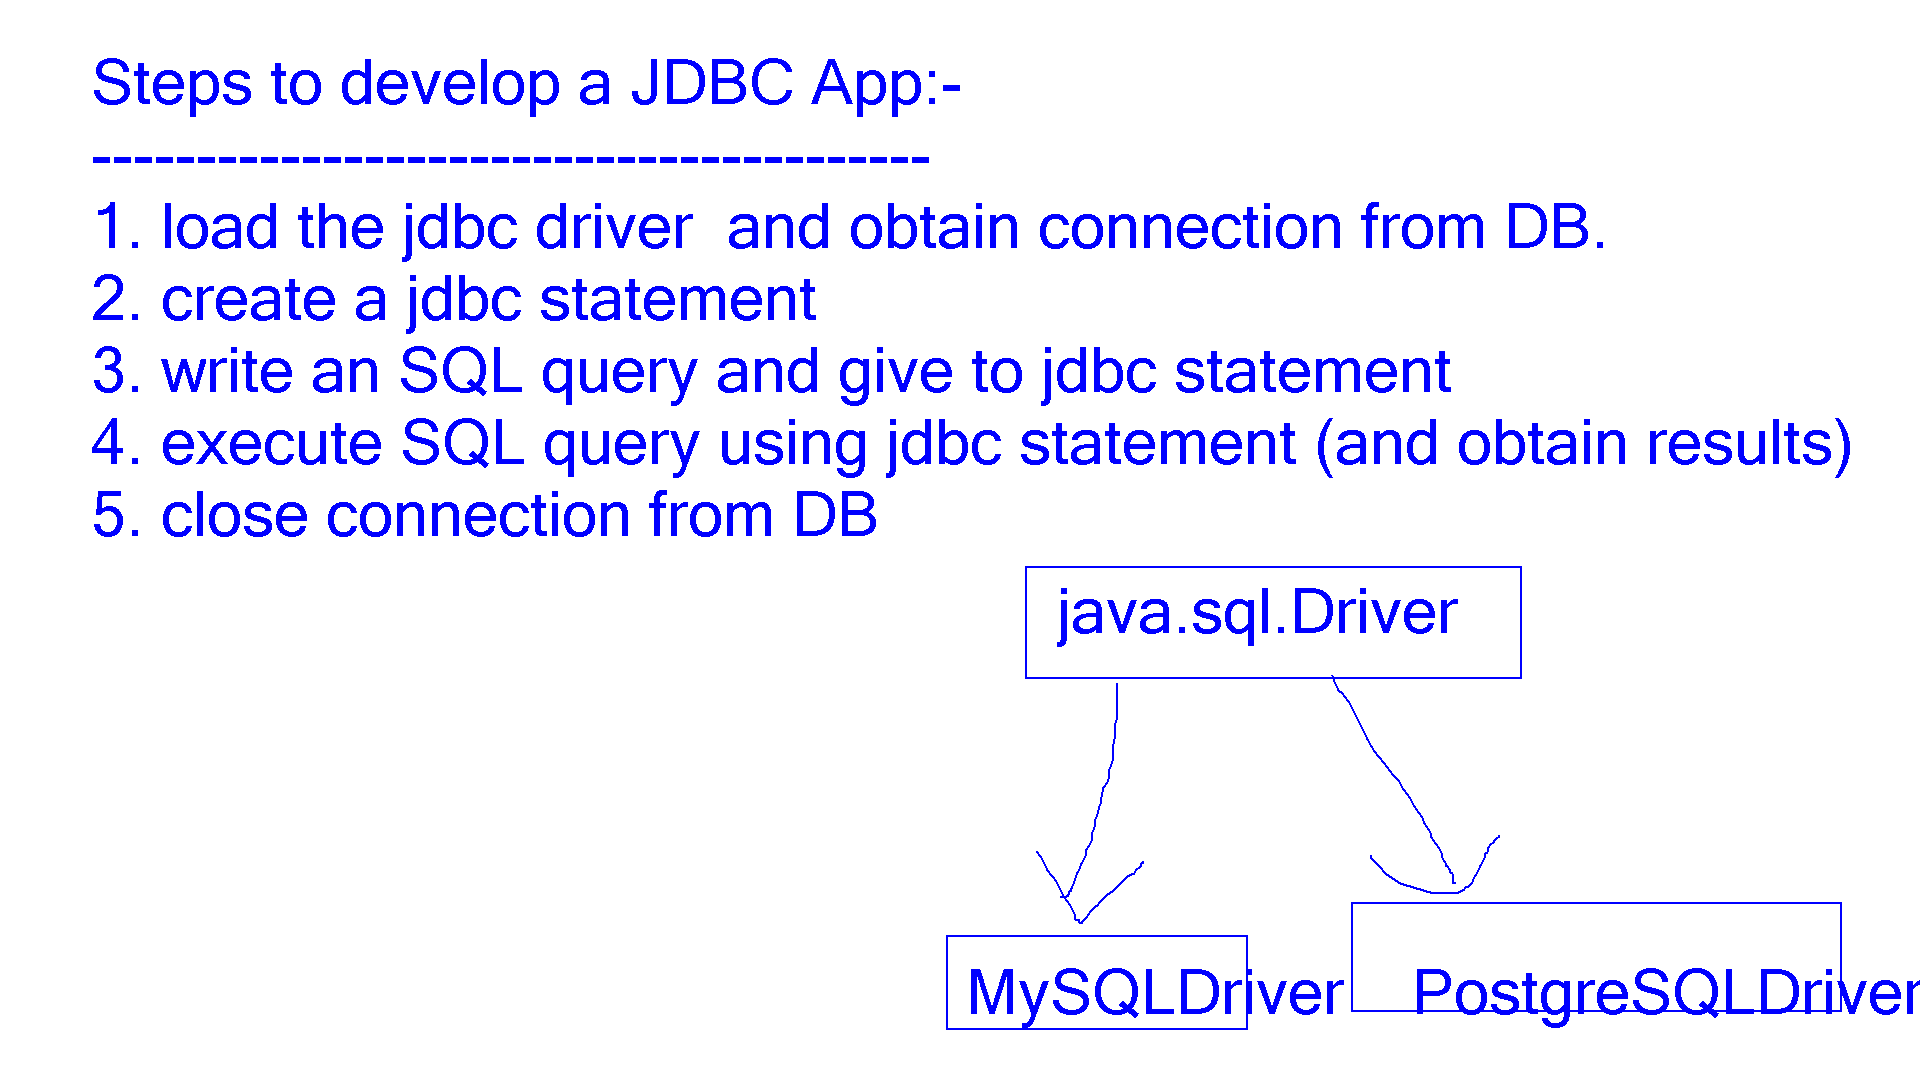 Steps to develop a JDBC App:-
----------------------------------------
1. load the jdbc driver  and obtain connection from DB.
2. create a jdbc statement
3. write an SQL query and give to jdbc statement
4. execute SQL query using jdbc statement (and obtain results)
5. close connection from DB
java.sql.Driver
MySQLDriver
PostgreSQLDriver